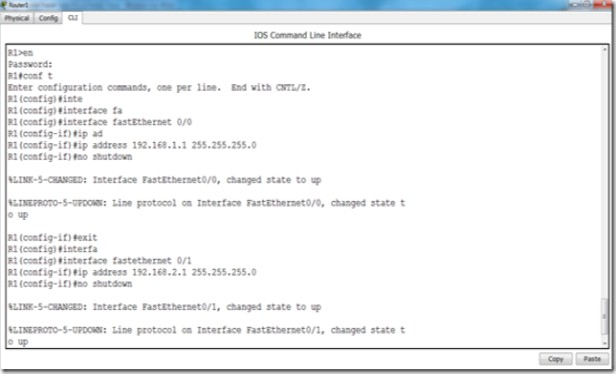 Router1
Physical Config CLI
IOS Command Line Interface
R1>en
Password:
R1#conf t
Enter configuration commands, one per line. End with CNTL/Z.
R1(config)#inte
R1(config)#interface fa
R1(config)#interface fastEthernet 0/0
R1(config-if)#ip ad
R1(config-if)#ip address 192.168.1.1 255.255.255.0
R1(config-if)#no shutdown
%LINK-5-CHANGED: Interface FastEthernet0/0, changed state to up
%LINEPROTO-5-UPDOWN: Line protocol on Interface FastEthernet0/0, changed state t
o up
R1(config-if)#exit
R1(config)#interfa
R1(config)#interface fastethernet 0/1
R1(config-if)#ip address 192.168.2.1 255.255.255.0
R1(config-if)#no shutdown
%LINK-5-CHANGED: Interface FastEthernet0/1, changed state to up
%LINEPROTO-5-UPDOWN: Line protocol on Interface FastEthernet0/1, changed state t
o up
Copy Paste